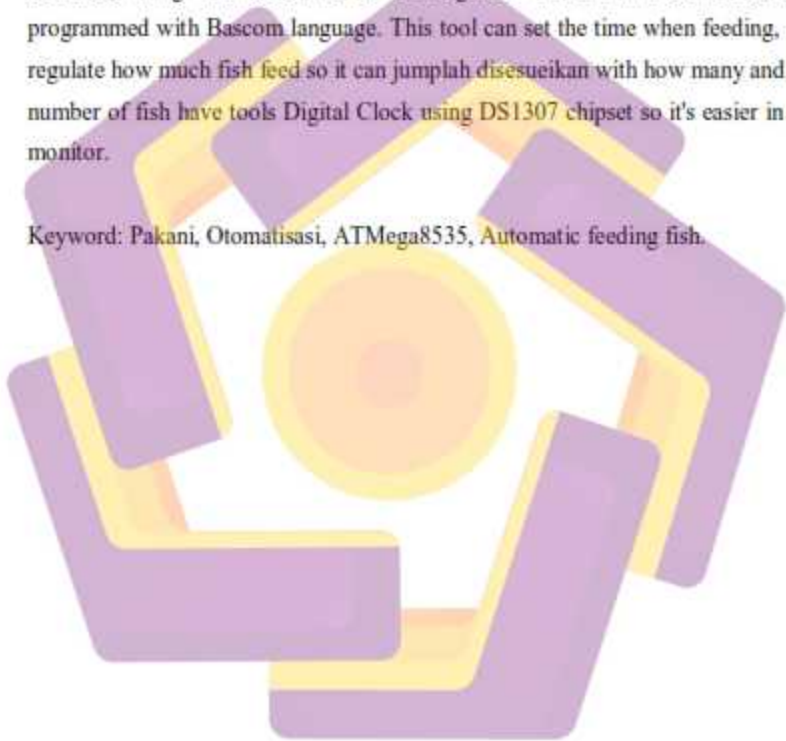 programmed with Bascom language. This tool can set the time when feeding,
regulate how much fish feed so it can jumplah disesueikan with how many and
number of fish have tools Digital Clock using DS1307 chipset so it's easier in
monitor.
Keyword: Pakani, Otomatisasi, ATMega8535, Automatic feeding fish.